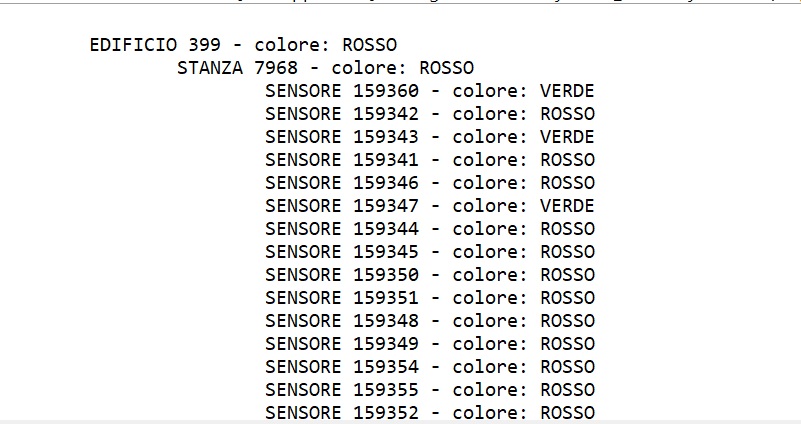 EDIFICIO 399 - colore: ROSSO
STANZA 7968 - colore: ROSSO
SENSORE 159360 - colore: VERDE
SENSORE 159342 - colore: ROSSO
SENSORE 159343 - colore: VERDE
SENSORE 159341 - colore: ROSSO
SENSORE 159346 - colore: ROSSO
SENSORE 159347 - colore: VERDE
SENSORE 159344 - colore: ROSSO
SENSORE 159345 - colore: ROSSO
SENSORE 159350 - colore: ROSSO
SENSORE 159351 - colore: ROSSO
SENSORE 159348 - colore: ROSSO
SENSORE 159349 - colore: ROSSO
SENSORE 159354 - colore: ROSSO
SENSORE 159355 - colore: ROSSO
SENSORE 159352 - colore: ROSSO